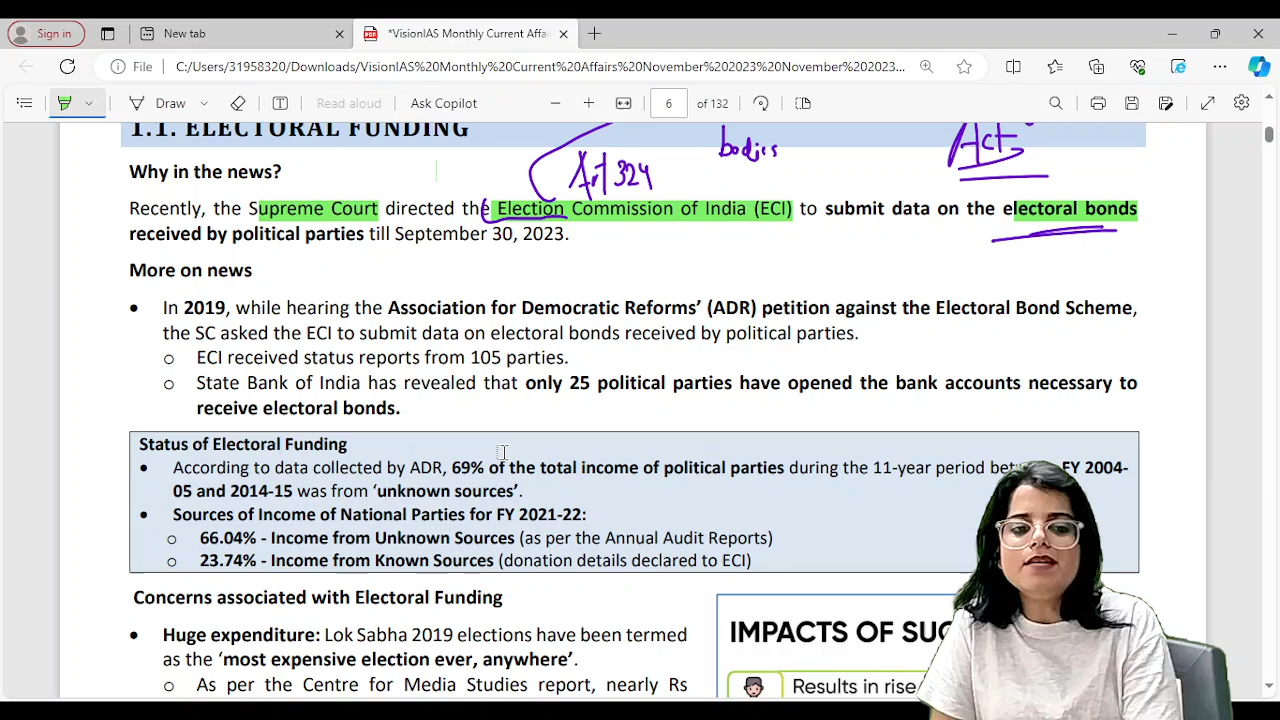 Sign in
New tab
*VisionIAS Monthly Current Affai
File
C:/Users/31958320/Downloads/VisionIAS%20Monthly%20Current%20Affairs%20November%202023%20November%202023...
Draw
Read aloud
Ask Copilot
6 of 132
1.1. ELECTORAL FUNDING
bodies
Act
Why in the news?
Art 324
Recently, the Supreme Court directed the Election Commission of India (ECI) to submit data on the electoral bonds
received by political parties till September 30, 2023.
More on news
• In 2019, while hearing the Association for Democratic Reforms' (ADR) petition against the Electoral Bond Scheme,
the SC asked the ECI to submit data on electoral bonds received by political parties.
o ECI received status reports from 105 parties.
o State Bank of India has revealed that only 25 political parties have opened the bank accounts necessary to
receive electoral bonds.
Status of Electoral Funding
• According to data collected by ADR, 69% of the total income of political parties during the 11-year period FY 2004-
05 and 2014-15 was from 'unknown sources'.
• Sources of Income of National Parties for FY 2021-22:
o 66.04% - Income from Unknown Sources (as per the Annual Audit Reports)
o 23.74% - Income from Known Sources (donation details declared to ECI)
Concerns associated with Electoral Funding
• Huge expenditure: Lok Sabha 2019 elections have been termed
as the 'most expensive election ever, anywhere'.
o As per the Centre for Media Studies report, nearly Rs
IMPACTS OF
Results in rise